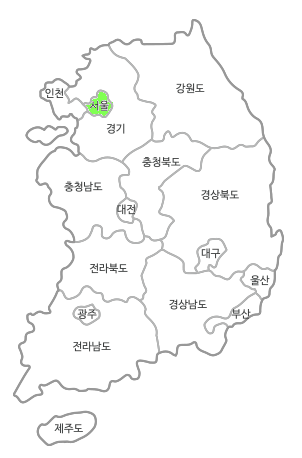 강원도
인천
서울
경기
충청북도
충청남도
경상북도
대전
대구
전라북도
울산
경상남도
광주
부산
전라남도
제주도